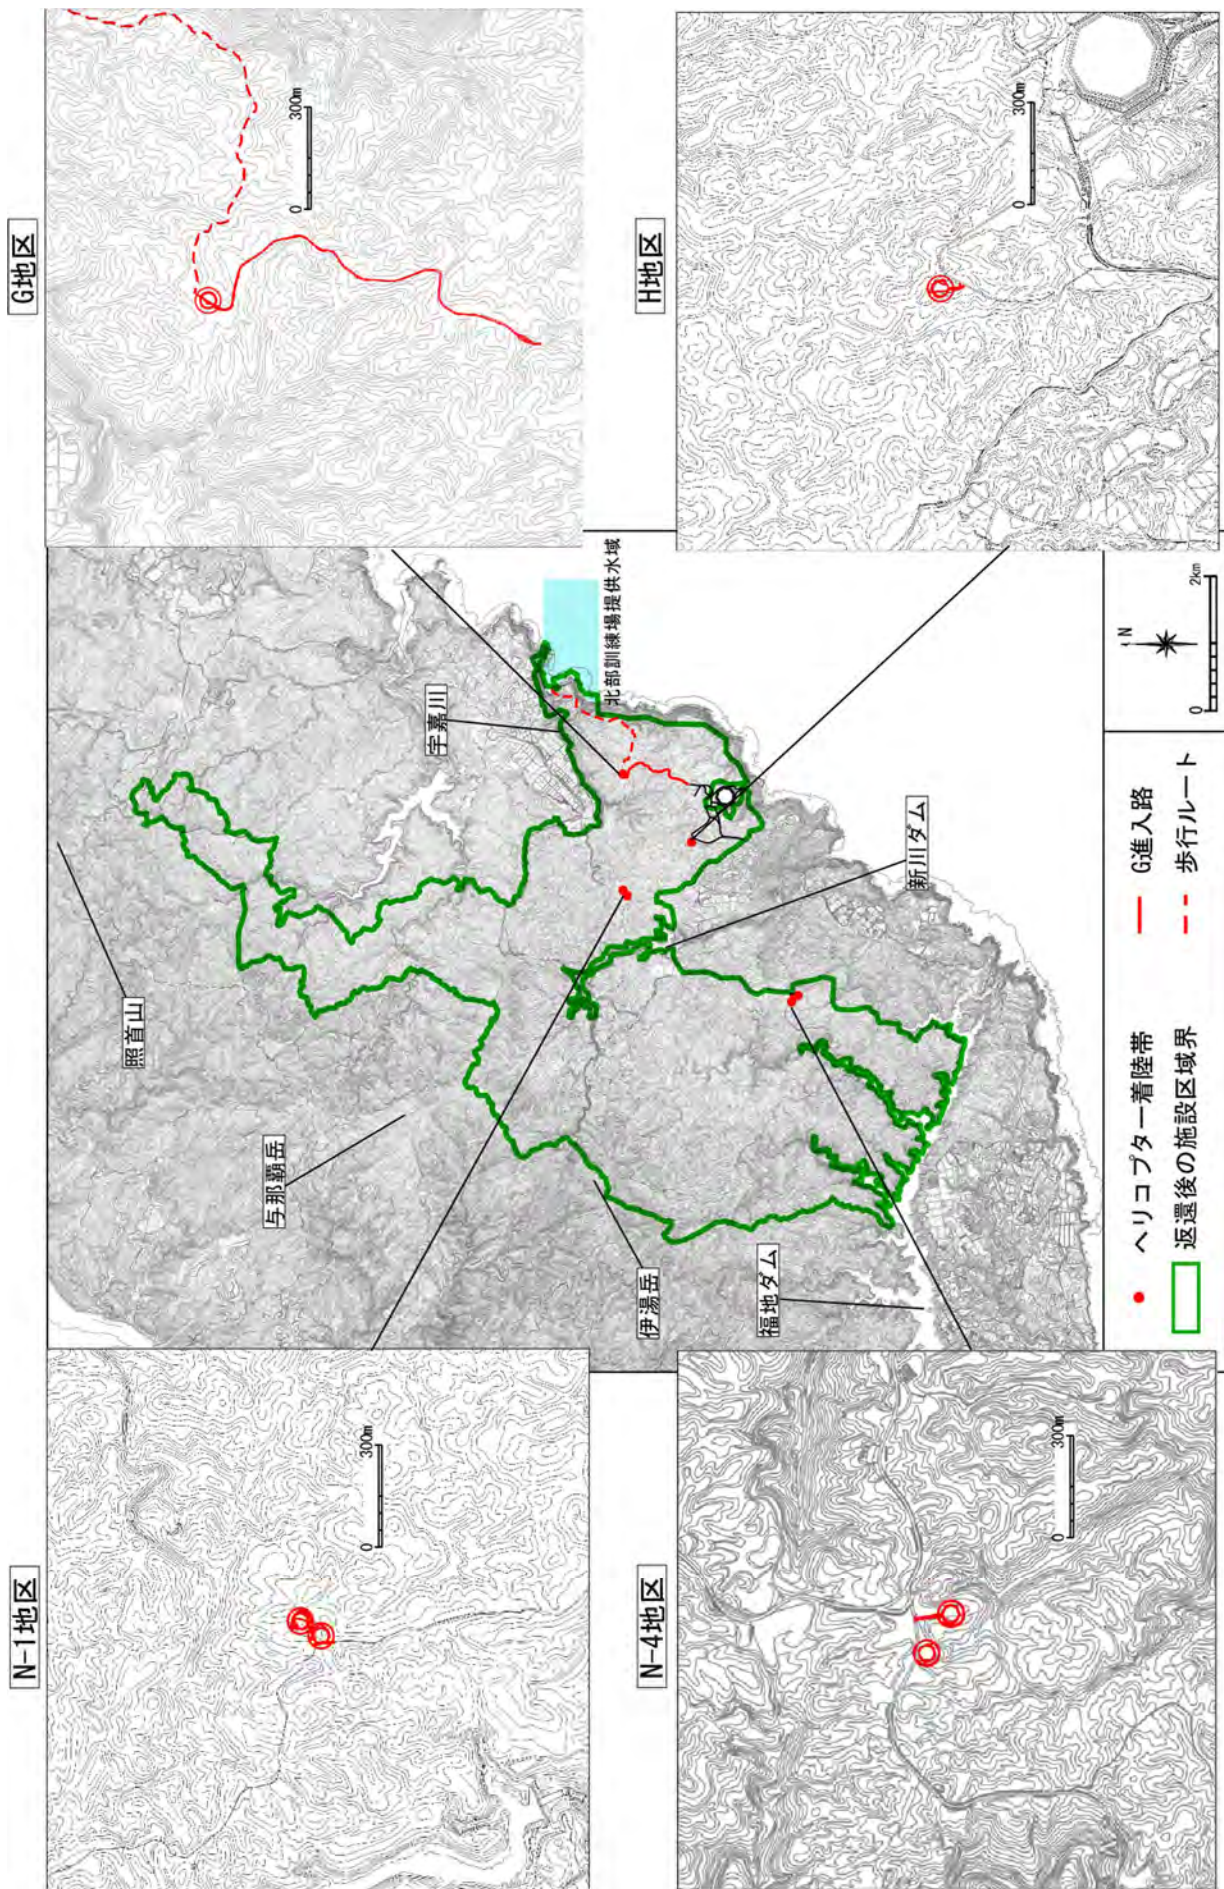 N-1地区
0
300m
G地区
0
300m
照首山
与那覇岳
伊湯岳
福地ダム
宇嘉川
新川ダム
北部訓練場提供水域
N-4地区
0
300m
H地区
0
300m
ヘリコプター着陸帯
G進入路
返還後の施設区域界
歩行ルート
N
0
2km